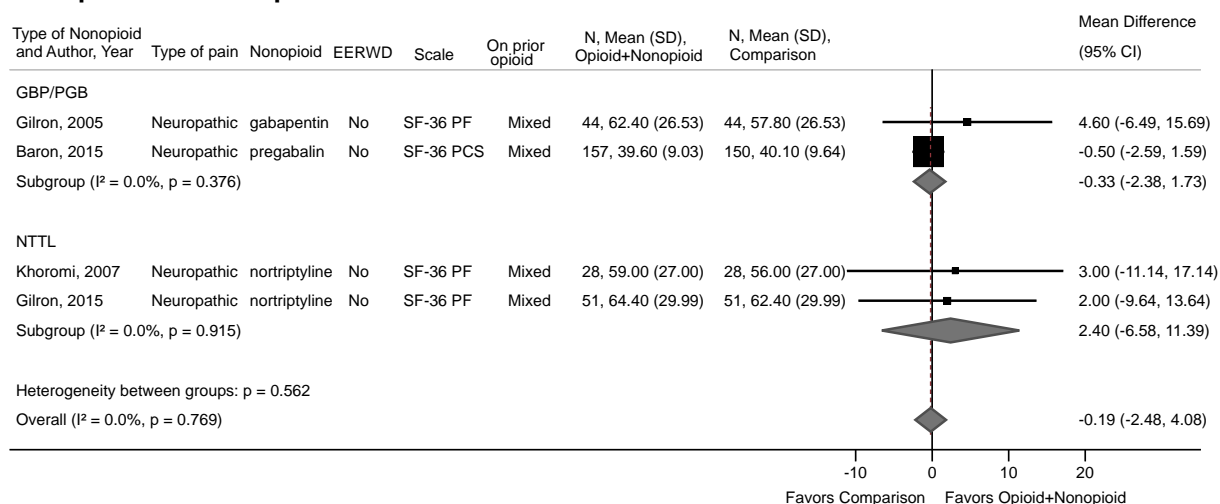 Type of Nonopioid and Author, Year Type of pain Nonopioid EERWD Scale On prior opioid N, Mean (SD), Opioid+Nonopioid N, Mean (SD), Comparison Mean Difference (95% CI)
GBP/PGB
Gilron, 2005 Neuropathic gabapentin No SF-36 PF Mixed 44, 62.40 (26.53) 44, 57.80 (26.53) 4.60 (-6.49, 15.69)
Baron, 2015 Neuropathic pregabalin No SF-36 PCS Mixed 157, 39.60 (9.03) 150, 40.10 (9.64) -0.50 (-2.59, 1.59)
Subgroup (I² = 0.0%, p = 0.376) -0.33 (-2.38, 1.73)
NTTL
Khoromi, 2007 Neuropathic nortriptyline No SF-36 PF Mixed 28, 59.00 (27.00) 28, 56.00 (27.00) 3.00 (-11.14, 17.14)
Gilron, 2015 Neuropathic nortriptyline No SF-36 PF Mixed 51, 64.40 (29.99) 51, 62.40 (29.99) 2.00 (-9.64, 13.64)
Subgroup (I² = 0.0%, p = 0.915) 2.40 (-6.58, 11.39)
Heterogeneity between groups: p = 0.562
Overall (I² = 0.0%, p = 0.769) -0.19 (-2.48, 4.08)
-10 0 10 20
Favors Comparison Favors Opioid+Nonopioid